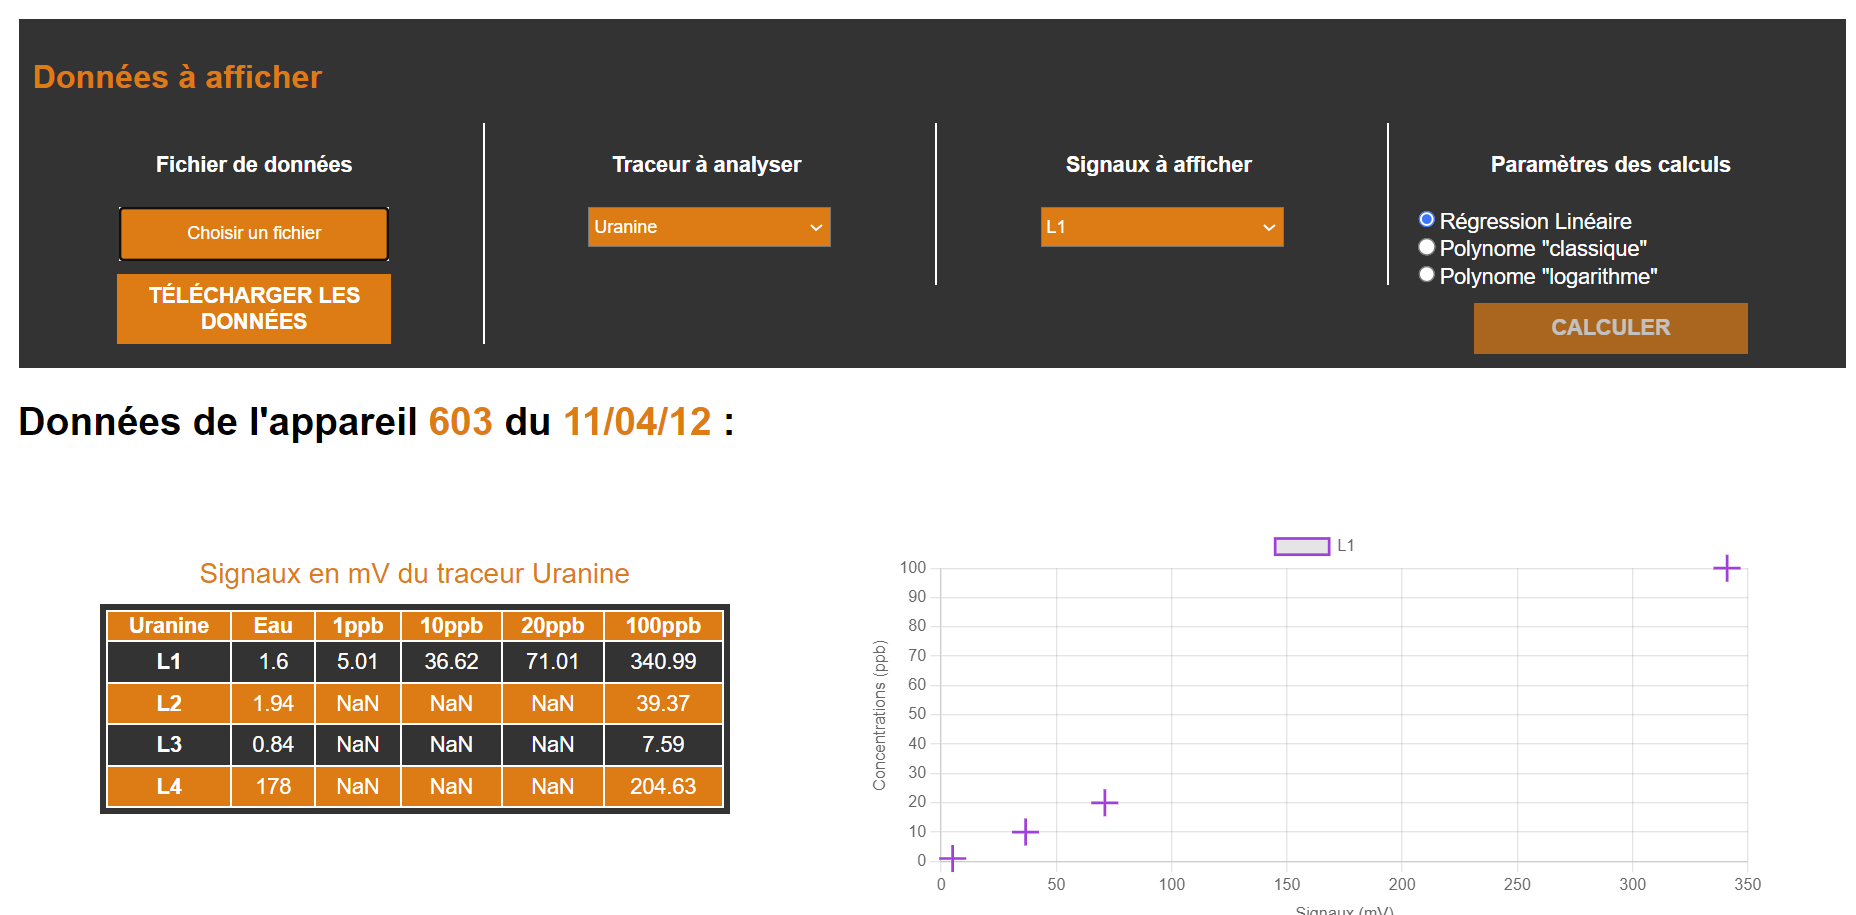 Données à afficher
Fichier de données
Traceur à analyser
Signaux à afficher
Paramètres des calculs
Choisir un fichier
TÉLÉCHARGER LES
DONNÉES
Uranine
L1
Régression Linéaire
Polynome "classique"
Polynome "logarithme"
CALCULER
Données de l'appareil 603 du 11/04/12 :
Signaux en mV du traceur Uranine
Uranine Eau 1ppb 10ppb 20ppb 100ppb
L1 1.6 5.01 36.62 71.01 340.99
L2 1.94 NaN NaN NaN 39.37
L3 0.84 NaN NaN NaN 7.59
L4 178 NaN NaN NaN 204.63
L1
Concentrations (ppb)
100
90
80
70
60
50
40
30
20
10
0
0 50 100 150 200 250 300 350
Signaux (mV)